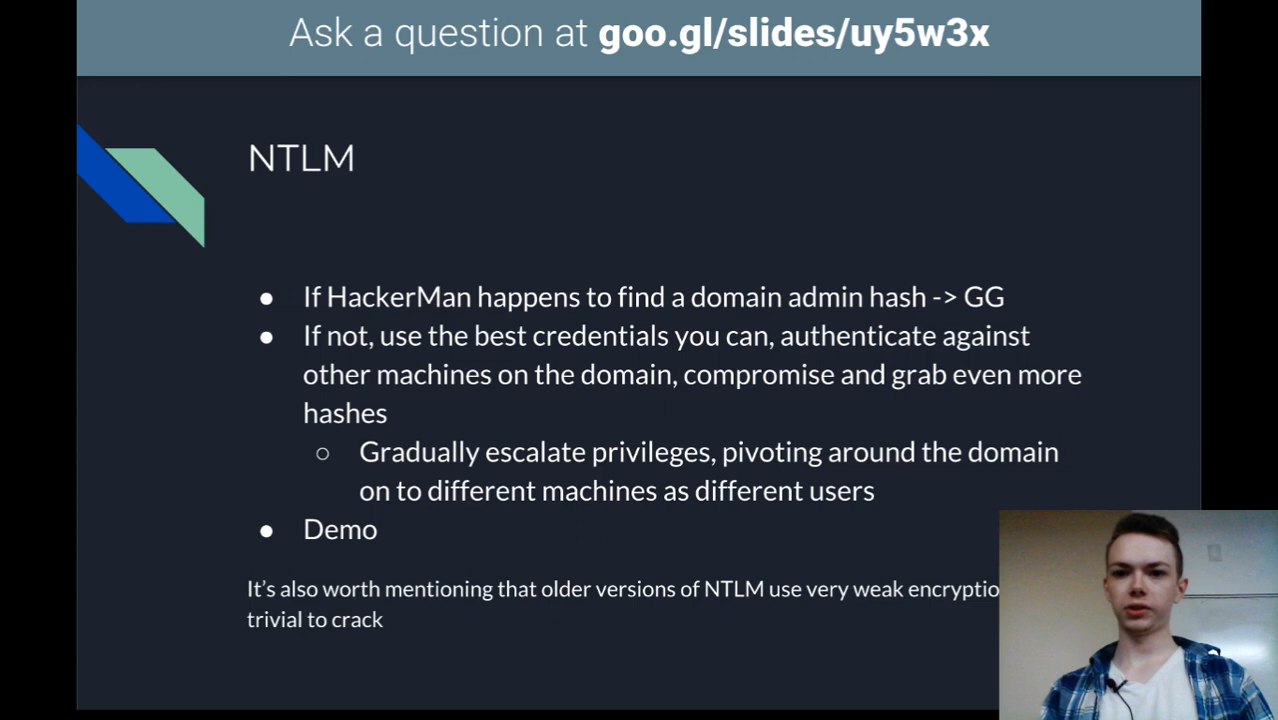 Ask a question at goo.gl/slides/uy5w3x
NTLM
● If HackerMan happens to find a domain admin hash -> GG
● If not, use the best credentials you can, authenticate against
other machines on the domain, compromise and grab even more
hashes
○ Gradually escalate privileges, pivoting around the domain
on to different machines as different users
● Demo
It's also worth mentioning that older versions of NTLM use very weak encryptio
trivial to crack